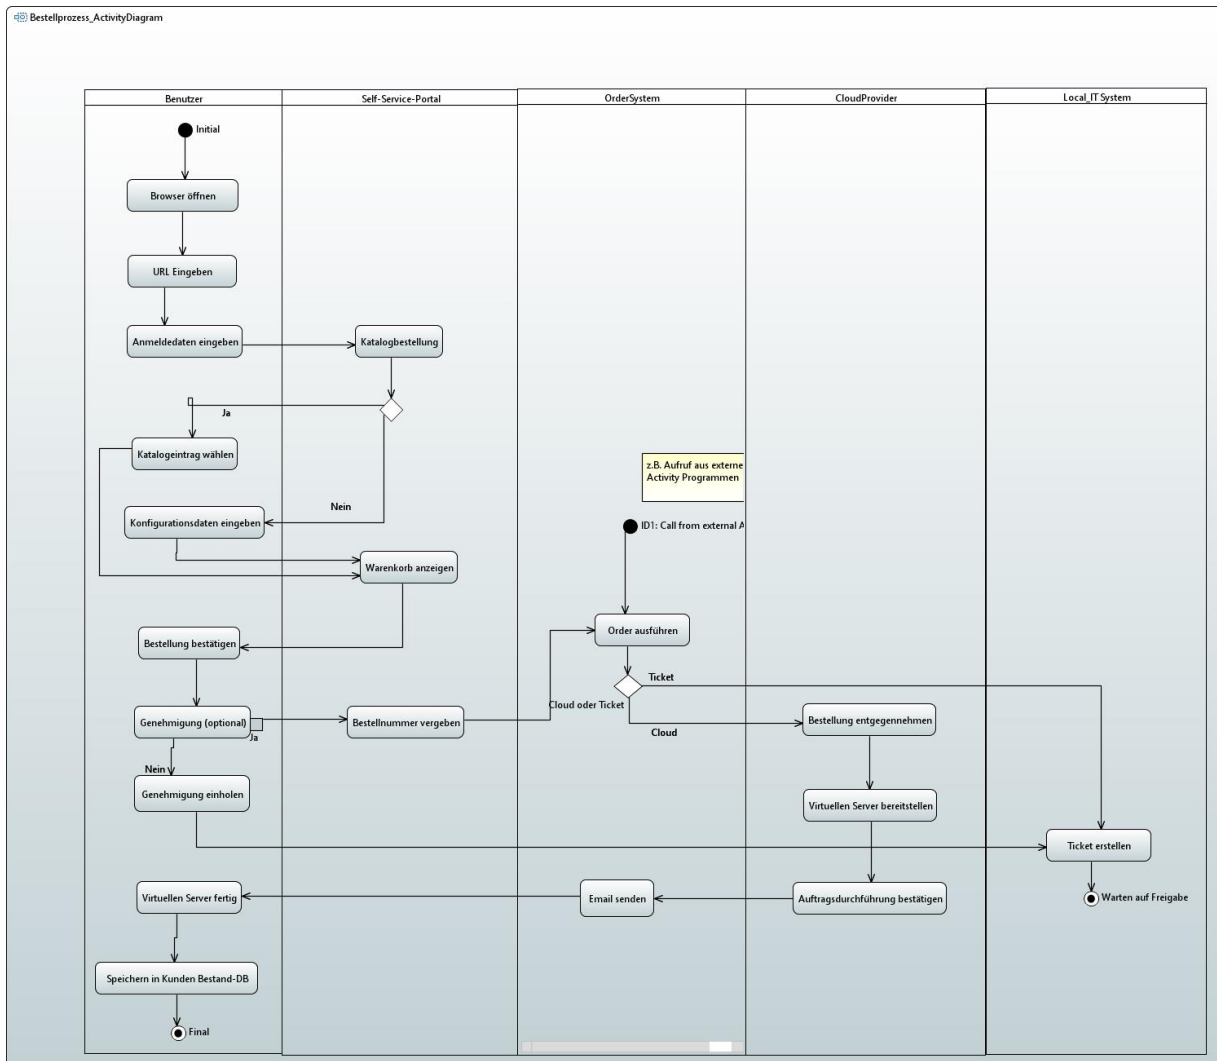 Bestellprozess_ActivityDiagram
Benutzer
Self-Service-Portal
OrderSystem
CloudProvider
Local_IT System
Initial
Browser öffnen
URL Eingeben
Anmeldedaten eingeben
Katalogbestellung
Ja
Katalogeintrag wählen
z.B. Aufruf aus externe
Activity Programmen
Nein
Konfigurationsdaten eingeben
ID1: Call from external A
Warenkorb anzeigen
Order ausführen
Bestellung bestätigen
Ticket
Cloud oder Ticket
Genehmigung (optional)
Ja
Bestellnummer vergeben
Bestellung entgegennehmen
Cloud
Nein
Genehmigung einholen
Virtuellen Server bereitstellen
Ticket erstellen
Virtuellen Server fertig
Email senden
Auftragsdurchführung bestätigen
Warten auf Freigabe
Speichern in Kunden Bestand-DB
Final